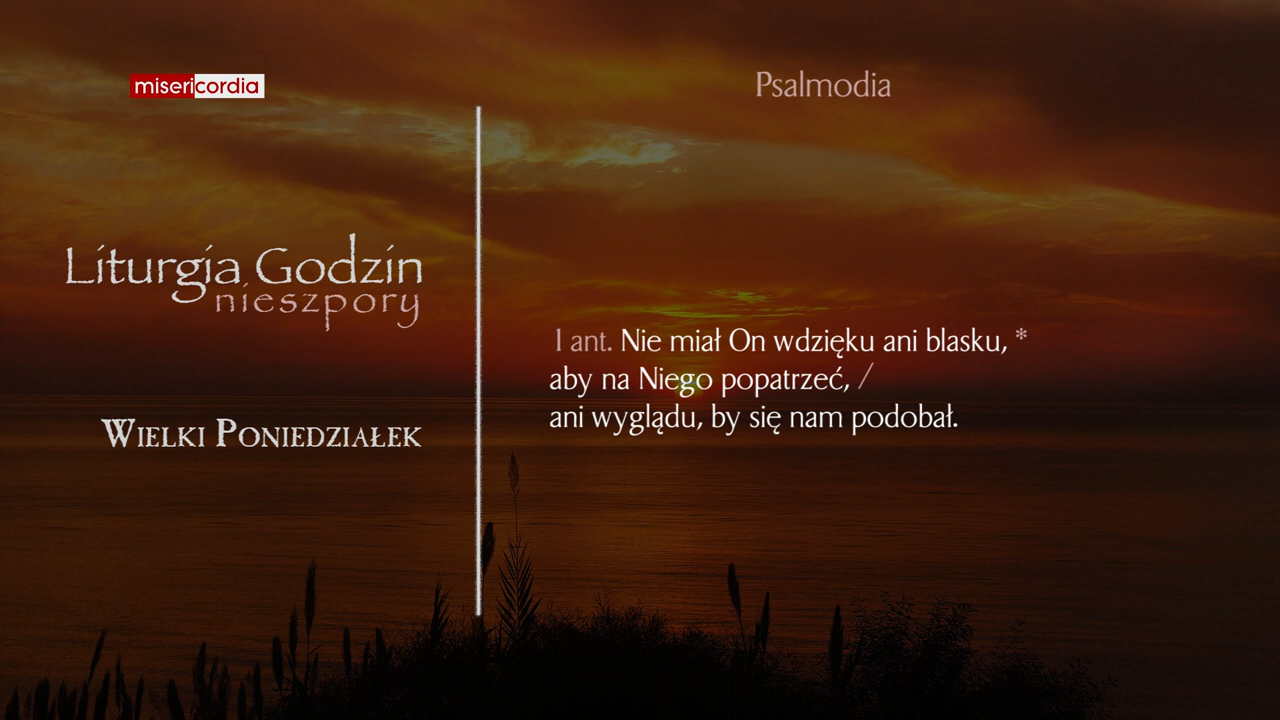 misericordia
Psalmodia
Liturgia Godzin
nieszpory
Wielki Poniedziałek
1 ant. Nie miał On wdzięku ani blasku, *
aby na Niego popatrzeć, /
ani wyglądu, by się nam podobał.